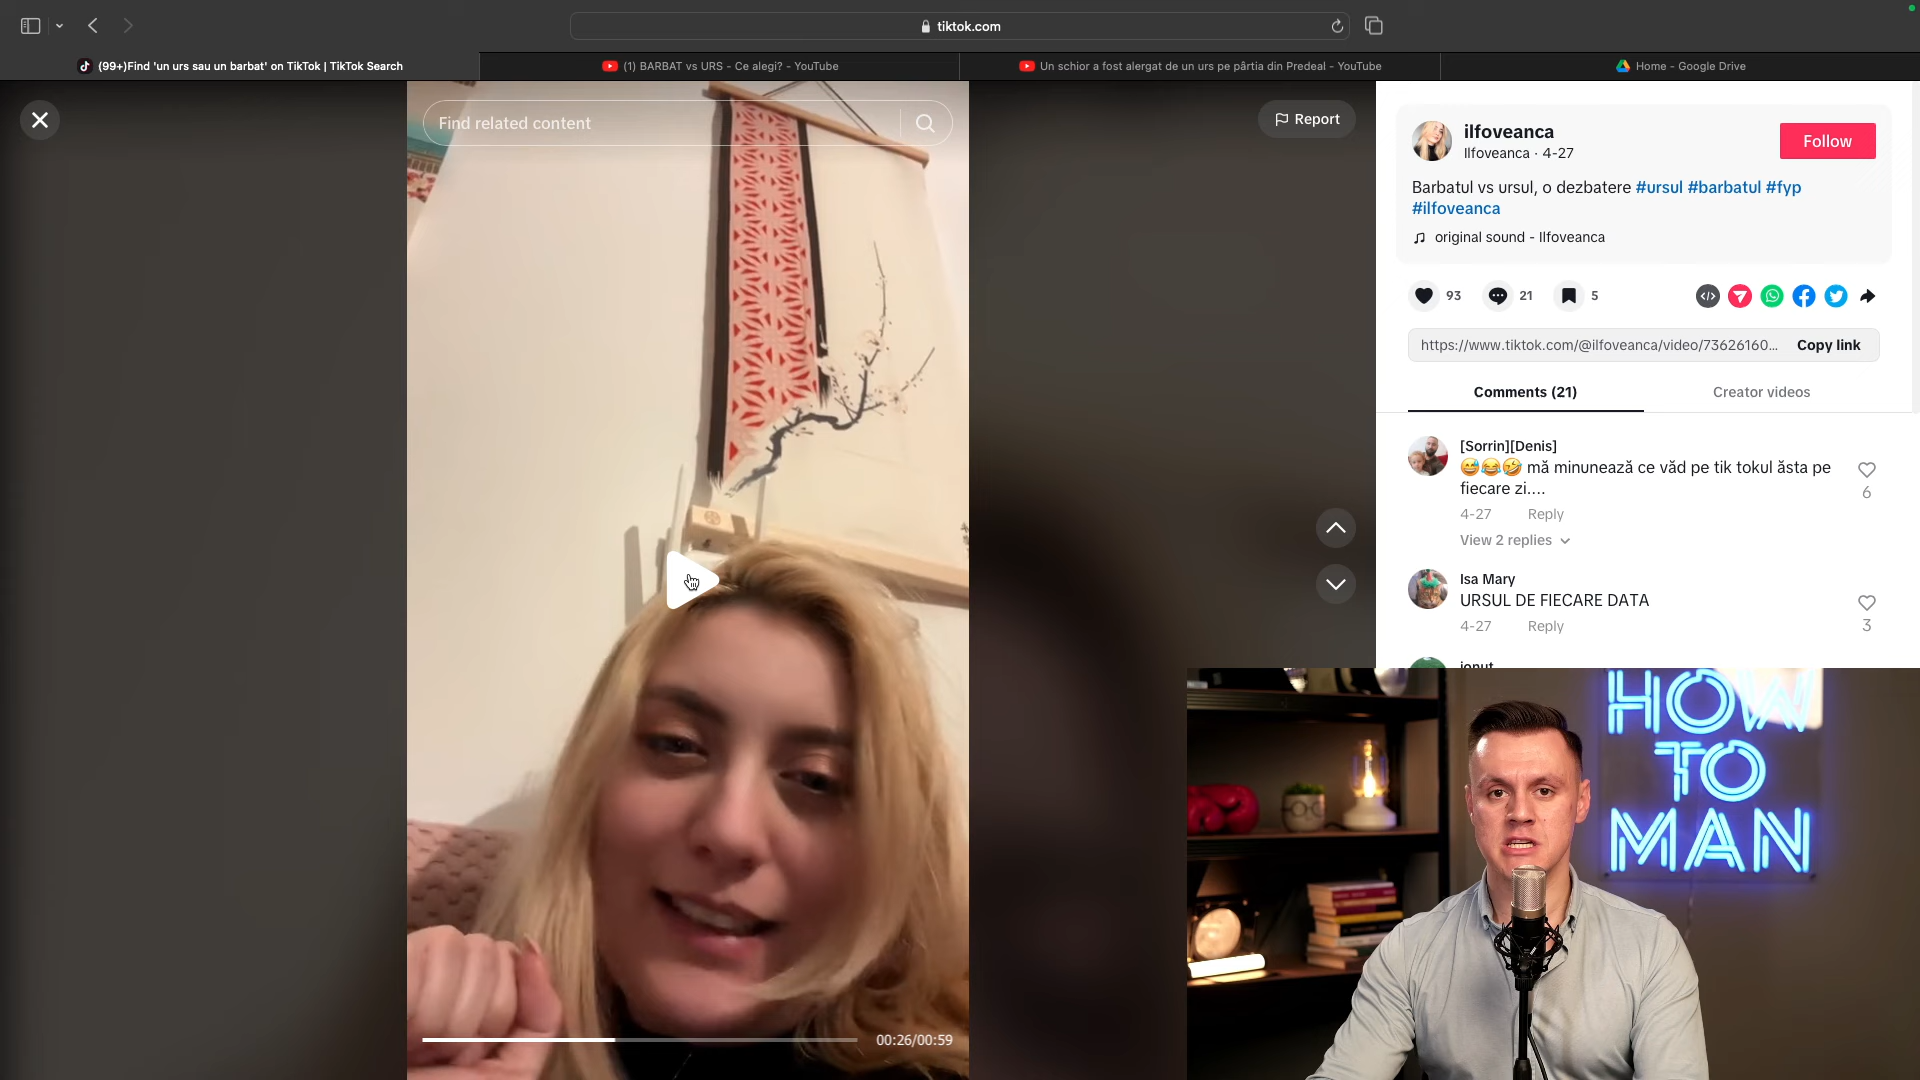 tiktok.com
(99+)Find 'un urs sau un barbat' on TikTok | TikTok Search
(1) BARBAT vs URS - Ce alegi? - YouTube
Un schior a fost alergat de un urs pe pârtia din Predeal - YouTube
Home - Google Drive
Find related content
Report
ilfoveanca
Ilfoveanca · 4-27
Follow
Barbatul vs ursul, o dezbatere #ursul #barbatul #fyp
#ilfoveanca
original sound - Ilfoveanca
93
21
5
https://www.tiktok.com/@ilfoveanca/video/73626160...
Copy link
Comments (21)
Creator videos
[Sorrin][Denis]
😅😂🤣 mă minunează ce văd pe tik tokul ăsta pe
fiecare zi....
6
4-27
Reply
View 2 replies
Isa Mary
URSUL DE FIECARE DATA
4-27
Reply
3
ionut
HOW
TO
MAN
00:26/00:59